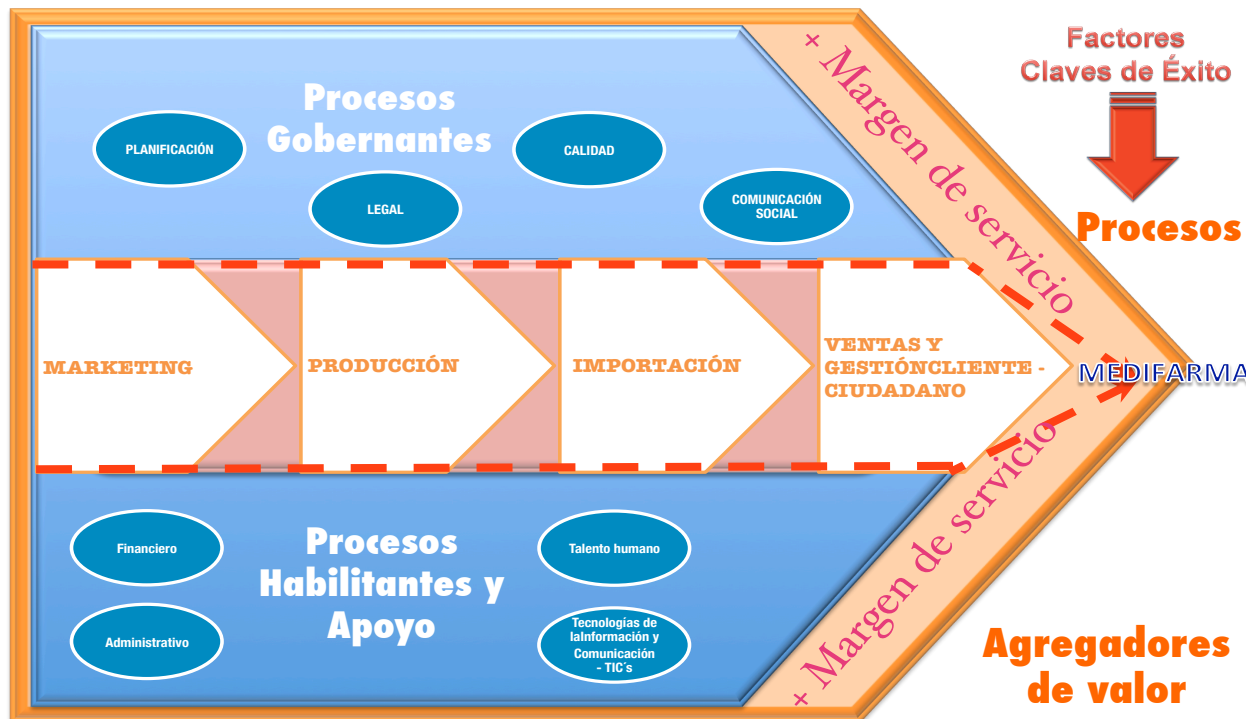 Factores
Claves de Éxito
Procesos
Procesos
Gobernantes
PLANIFICACIÓN
CALIDAD
LEGAL
COMUNICACIÓN
SOCIAL
+ Margen de servicio
MARKETING
PRODUCCIÓN
IMPORTACIÓN
VENTAS Y
GESTIÓNCLIENTE -
CIUDADANO
MEDIFARMA
Procesos
Habilitantes y
Apoyo
Financiero
Talento humano
Administrativo
Tecnologías de
laInformación y
Comunicación
- TIC´s
+ Margen de servicio
Agregadores
de valor